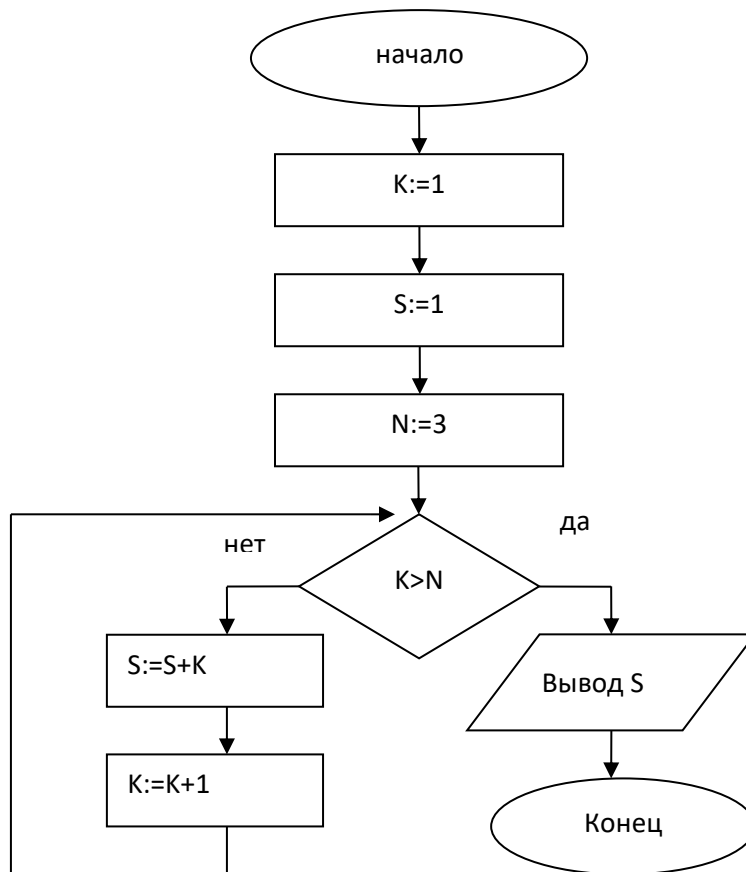 начало
K:=1
S:=1
N:=3
да
нет
K>N
S:=S+K
Вывод S
K:=K+1
Конец